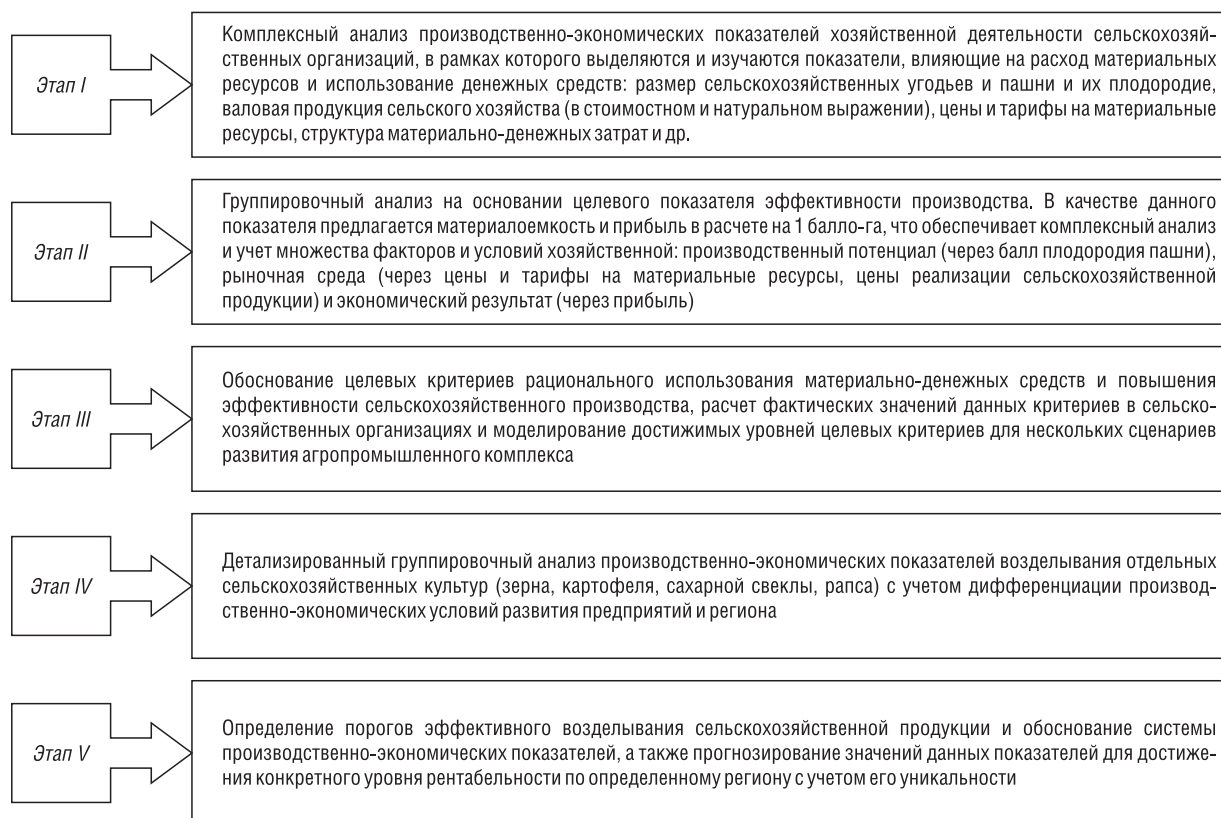 Этап I
Комплексный анализ производственно-экономических показателей хозяйственной деятельности сельскохозяй-
ственных организаций, в рамках которого выделяются и изучаются показатели, влияющие на расход материальных
ресурсов и использование денежных средств: размер сельскохозяйственных угодьев и пашни и их плодородие,
валовая продукция сельского хозяйства (в стоимостном и натуральном выражении), цены и тарифы на материальные
ресурсы, структура материально-денежных затрат и др.
Этап II
Группировочный анализ на основании целевого показателя эффективности производства. В качестве данного
показателя предлагается материалоемкость и прибыль в расчете на 1 балло-га, что обеспечивает комплексный анализ
и учет множества факторов и условий хозяйственной: производственный потенциал (через балл плодородия пашни),
рыночная среда (через цены и тарифы на материальные ресурсы, цены реализации сельскохозяйственной
продукции) и экономический результат (через прибыль)
Этап III
Обоснование целевых критериев рационального использования материально-денежных средств и повышения
эффективности сельскохозяйственного производства, расчет фактических значений данных критериев в сельско-
хозяйственных организациях и моделирование достижимых уровней целевых критериев для нескольких сценариев
развития агропромышленного комплекса
Этап IV
Детализированный группировочный анализ производственно-экономических показателей возделывания отдельных
сельскохозяйственных культур (зерна, картофеля, сахарной свеклы, рапса) с учетом дифференциации производ-
ственно-экономических условий развития предприятий и региона
Этап V
Определение порогов эффективного возделывания сельскохозяйственной продукции и обоснование системы
производственно-экономических показателей, а также прогнозирование значений данных показателей для достиже-
ния конкретного уровня рентабельности по определенному региону с учетом его уникальности